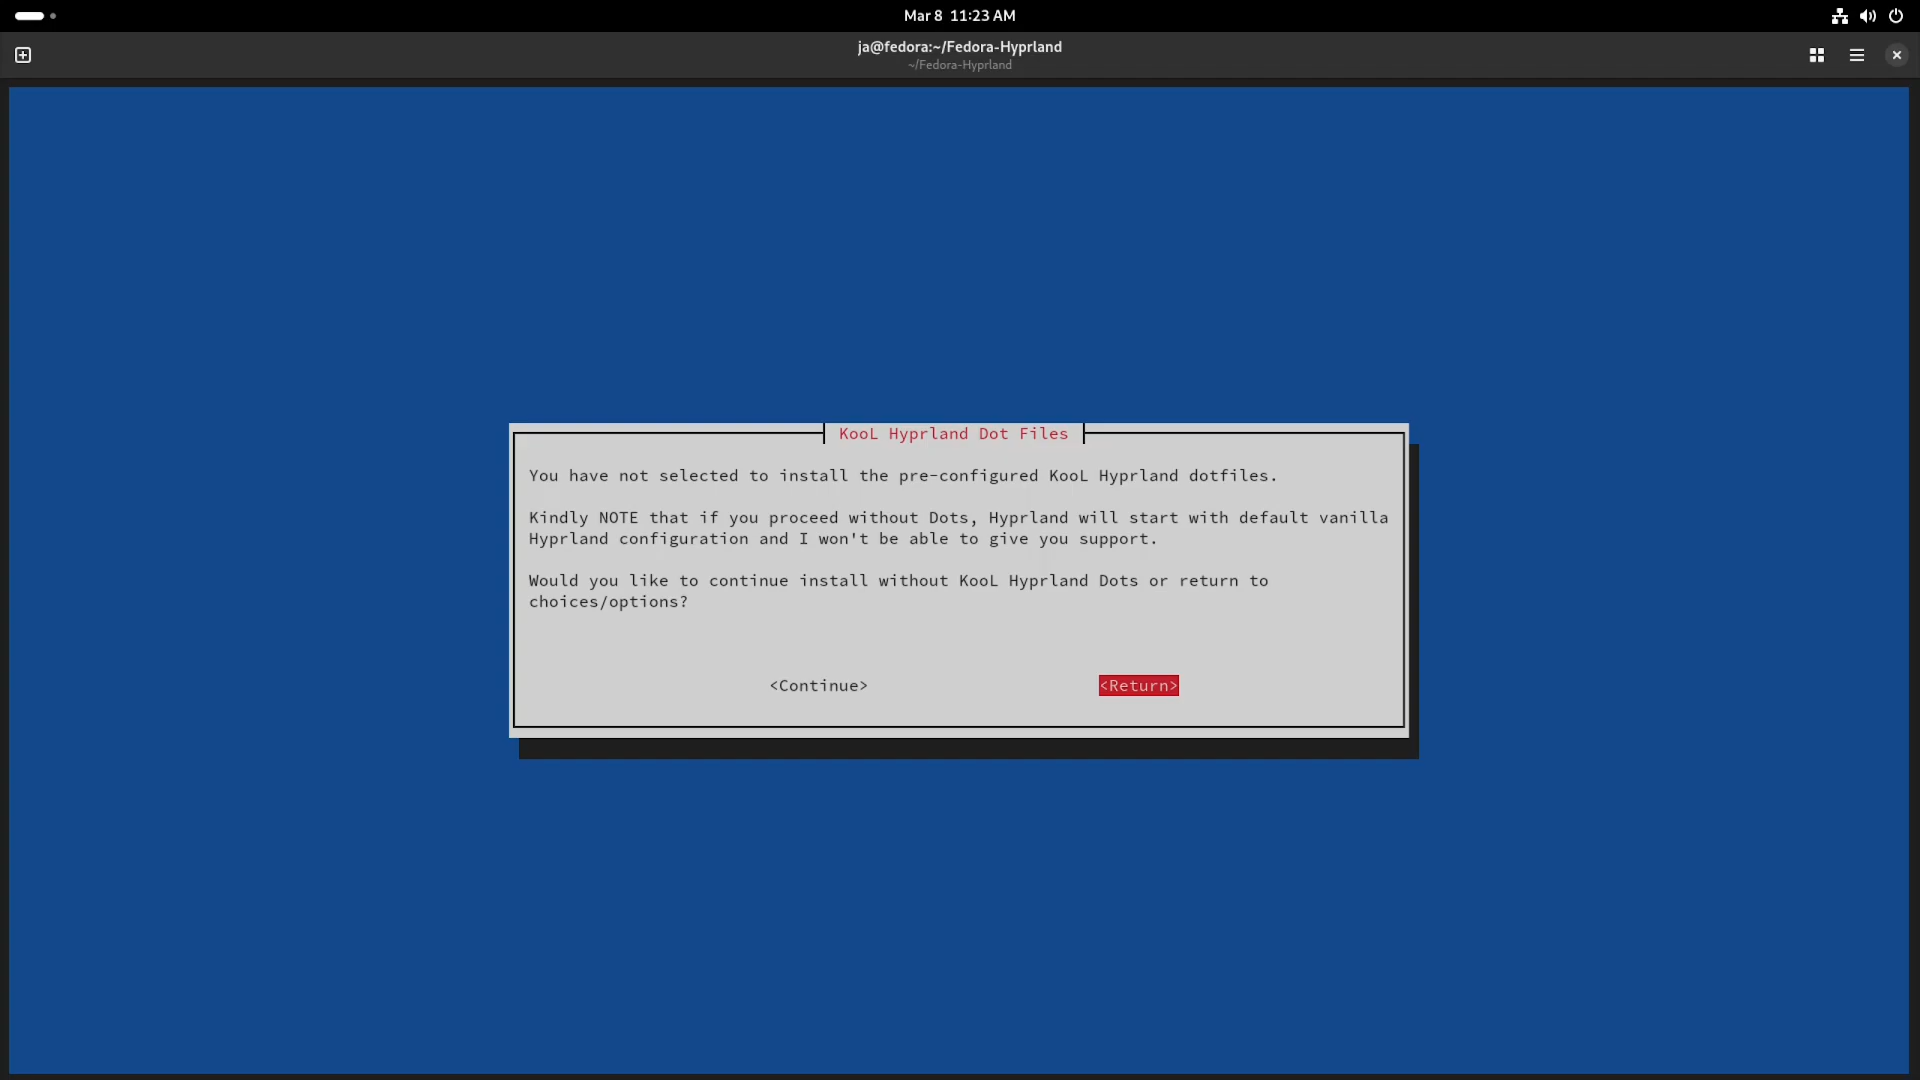 Mar 8 11:23 AM
ja@fedora:~/Fedora-Hyprland
~/Fedora-Hyprland
KooL Hyprland Dot Files
You have not selected to install the pre-configured KooL Hyprland dotfiles.
Kindly NOTE that if you proceed without Dots, Hyprland will start with default vanilla
Hyprland configuration and I won't be able to give you support.
Would you like to continue install without KooL Hyprland Dots or return to
choices/options?
<Continue> <Return>